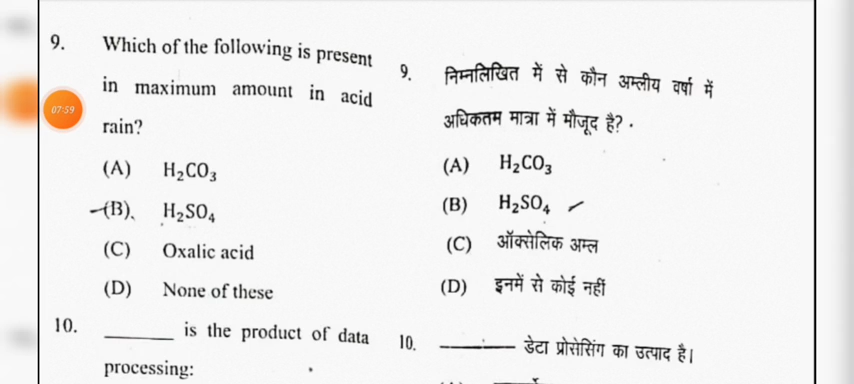 9. Which of the following is present
in maximum amount in acid
rain?
(A) H₂CO₃
(B) H₂SO₄
(C) Oxalic acid
(D) None of these
10. ______ is the product of data
processing:
9. निम्नलिखित में से कौन अम्लीय वर्षा में
अधिकतम मात्रा में मौजूद है?
(A) H₂CO₃
(B) H₂SO₄
(C) ऑक्सेलिक अम्ल
(D) इनमें से कोई नहीं
10. ______ डेटा प्रोसेसिंग का उत्पाद है।
07:59